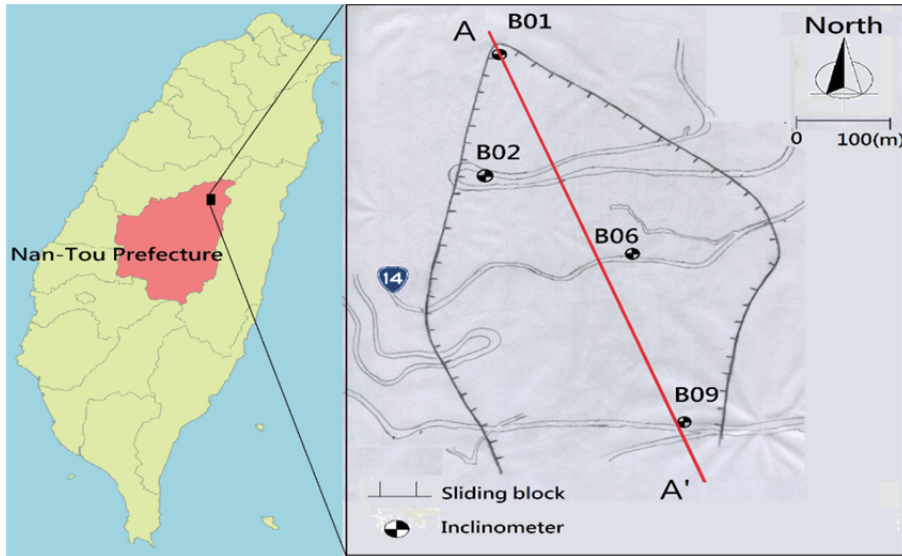 Nan-Tou Prefecture
A
B01
North
0
100(m)
B02
B06
14
B09
A'
Sliding block
Inclinometer